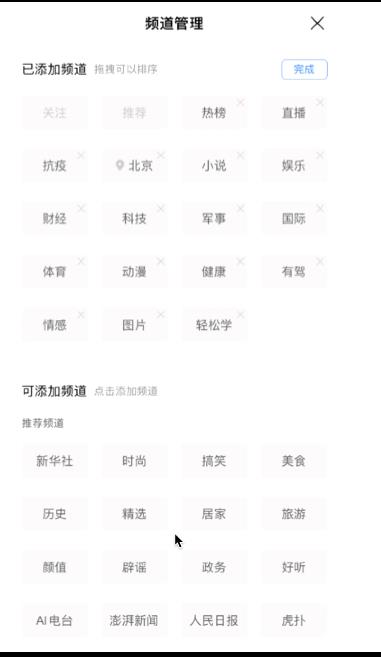 频道管理
已添加频道 拖拽可以排序 完成
关注 推荐 热榜 直播
抗疫 北京 小说 娱乐
财经 科技 军事 国际
体育 动漫 健康 有驾
情感 图片 轻松学
可添加频道 点击添加频道
推荐频道
新华社 时尚 搞笑 美食
历史 精选 居家 旅游
颜值 辟谣 政务 好听
AI电台 澎湃新闻 人民日报 虎扑